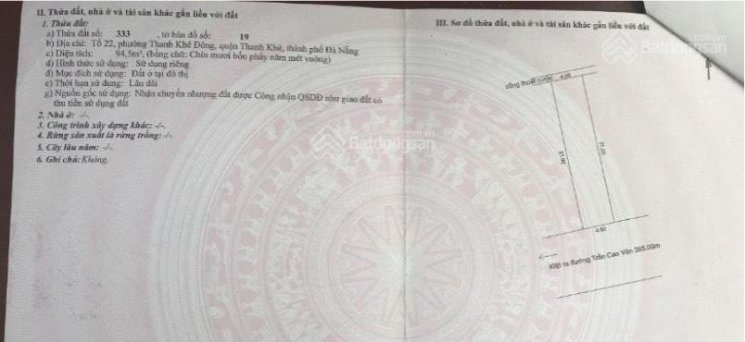 II. Thửa đất, nhà ở và tài sản khác gắn liền với đất
1. Thửa đất:
a) Thửa đất số: 333 , tờ bản đồ số: 19
b) Địa chỉ: Tổ 22, phường Thanh Khê Đông, quận Thanh Khê, thành phố Đà Nẵng
c) Diện tích: 94,5m², (bằng chữ: Chín mươi bốn phẩy năm mét vuông)
d) Hình thức sử dụng: Sử dụng riêng
đ) Mục đích sử dụng: Đất ở tại đô thị
e) Thời hạn sử dụng: Lâu dài
g) Nguồn gốc sử dụng: Nhận chuyển nhượng đất được Công nhận QSDĐ như giao đất có
thu tiền sử dụng đất
2. Nhà ở: -/-.
3. Công trình xây dựng khác: -/-.
4. Rừng sản xuất là rừng trồng: -/-.
5. Cây lâu năm: -/-.
6. Ghi chú: Không.
III. Sơ đồ thửa đất, nhà ở và tài sản khác gắn liền với đất
cống thoát nước
4.50
21.00
4.50
Kiệt ra đường Trần Cao Vân 365.00m
Batdongsan
.com.vn
Batdongsan